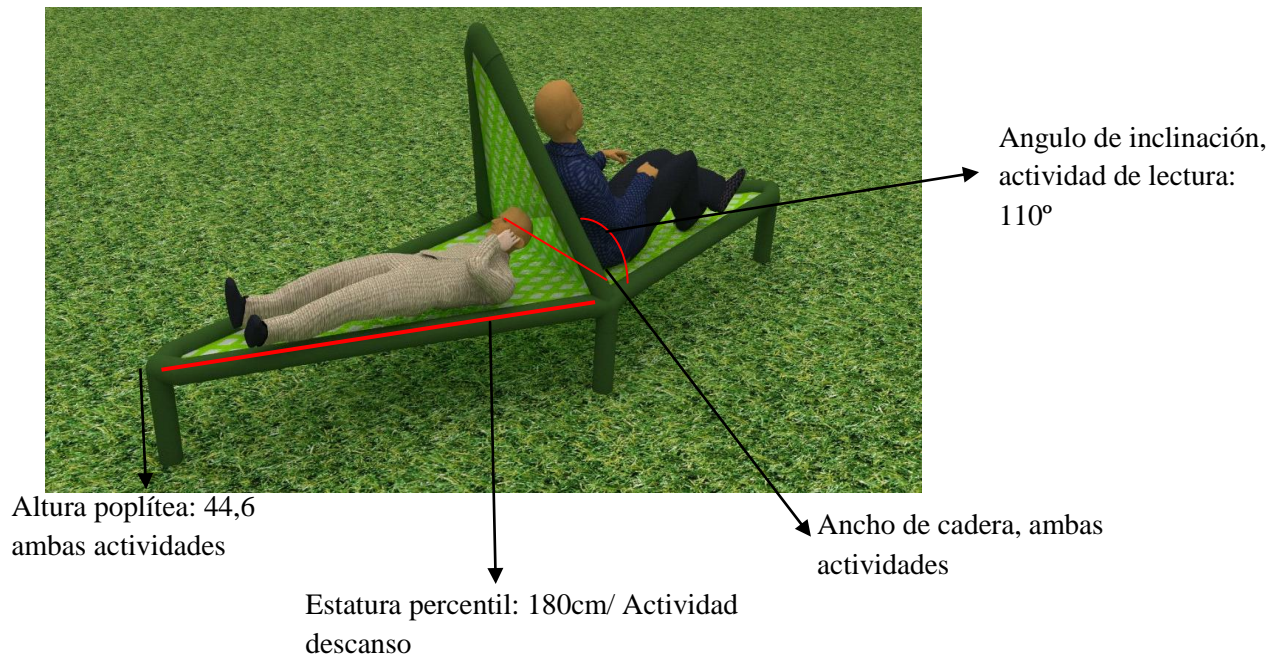 Angulo de inclinación,
actividad de lectura:
110º
Altura poplítea: 44,6
ambas actividades
Ancho de cadera, ambas
actividades
Estatura percentil: 180cm/ Actividad
descanso